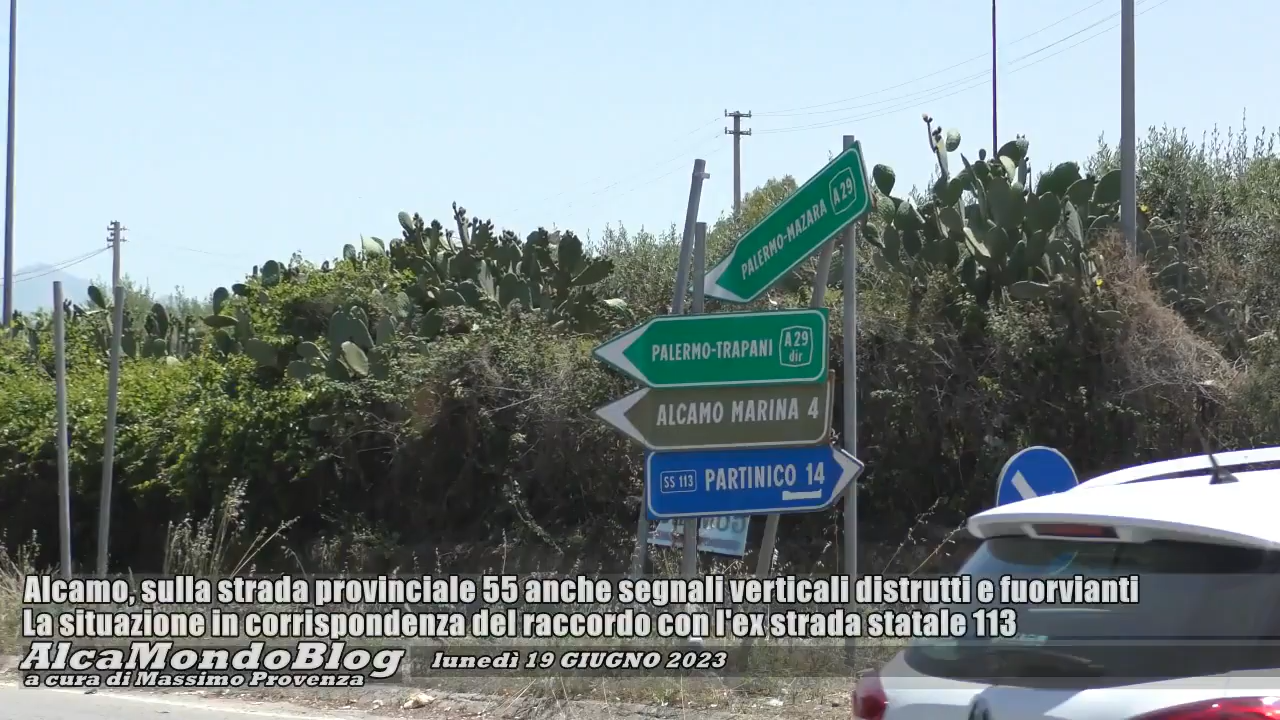 PALERMO-MAZARA A29
PALERMO-TRAPANI A29 dir
ALCAMO MARINA 4
SS 113 PARTINICO 14
Alcamo, sulla strada provinciale 55 anche segnali verticali distrutti e fuorvianti
La situazione in corrispondenza del raccordo con l'ex strada statale 113
AlcaMondoBlog lunedì 19 GIUGNO 2023
a cura di Massimo Provenza